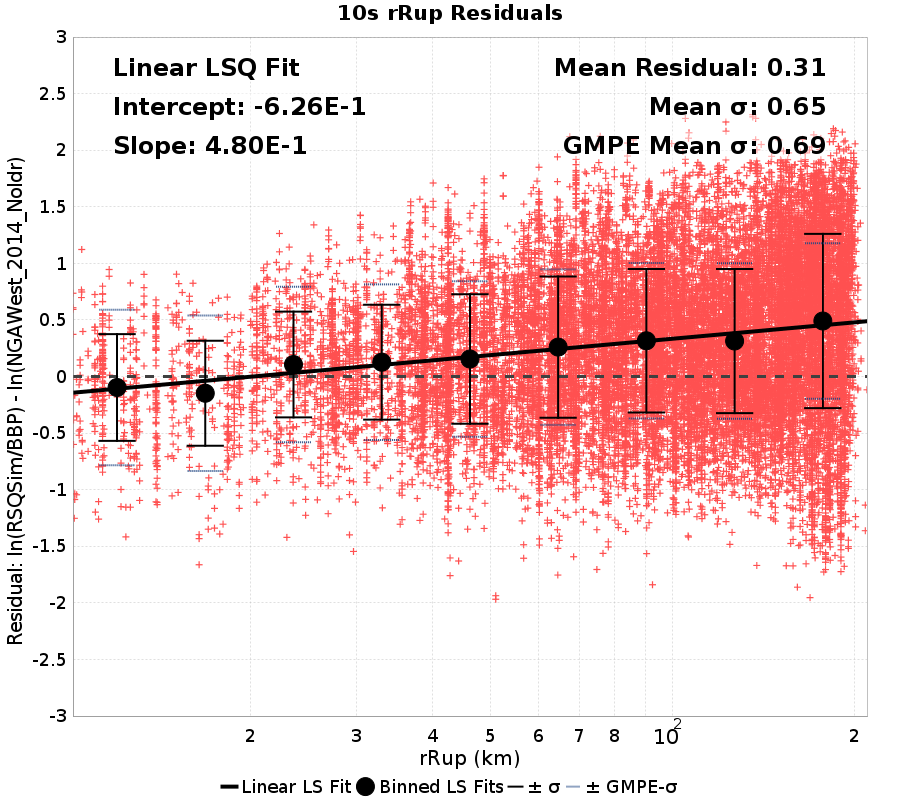 10s rRup Residuals
Linear LSQ Fit
Mean Residual: 0.31
Intercept: -6.26E-1
Mean σ: 0.65
Slope: 4.80E-1
GMPE Mean σ: 0.69
Residual: ln(RSQSim/BBP) - ln(NGAWest_2014_NoIdr)
3
2.5
2
1.5
1
0.5
0
-0.5
-1
-1.5
-2
-2.5
-3
2 3 4 5 6 7 8 10² 2
rRup (km)
Linear LS Fit Binned LS Fits ± σ ± GMPE-σ